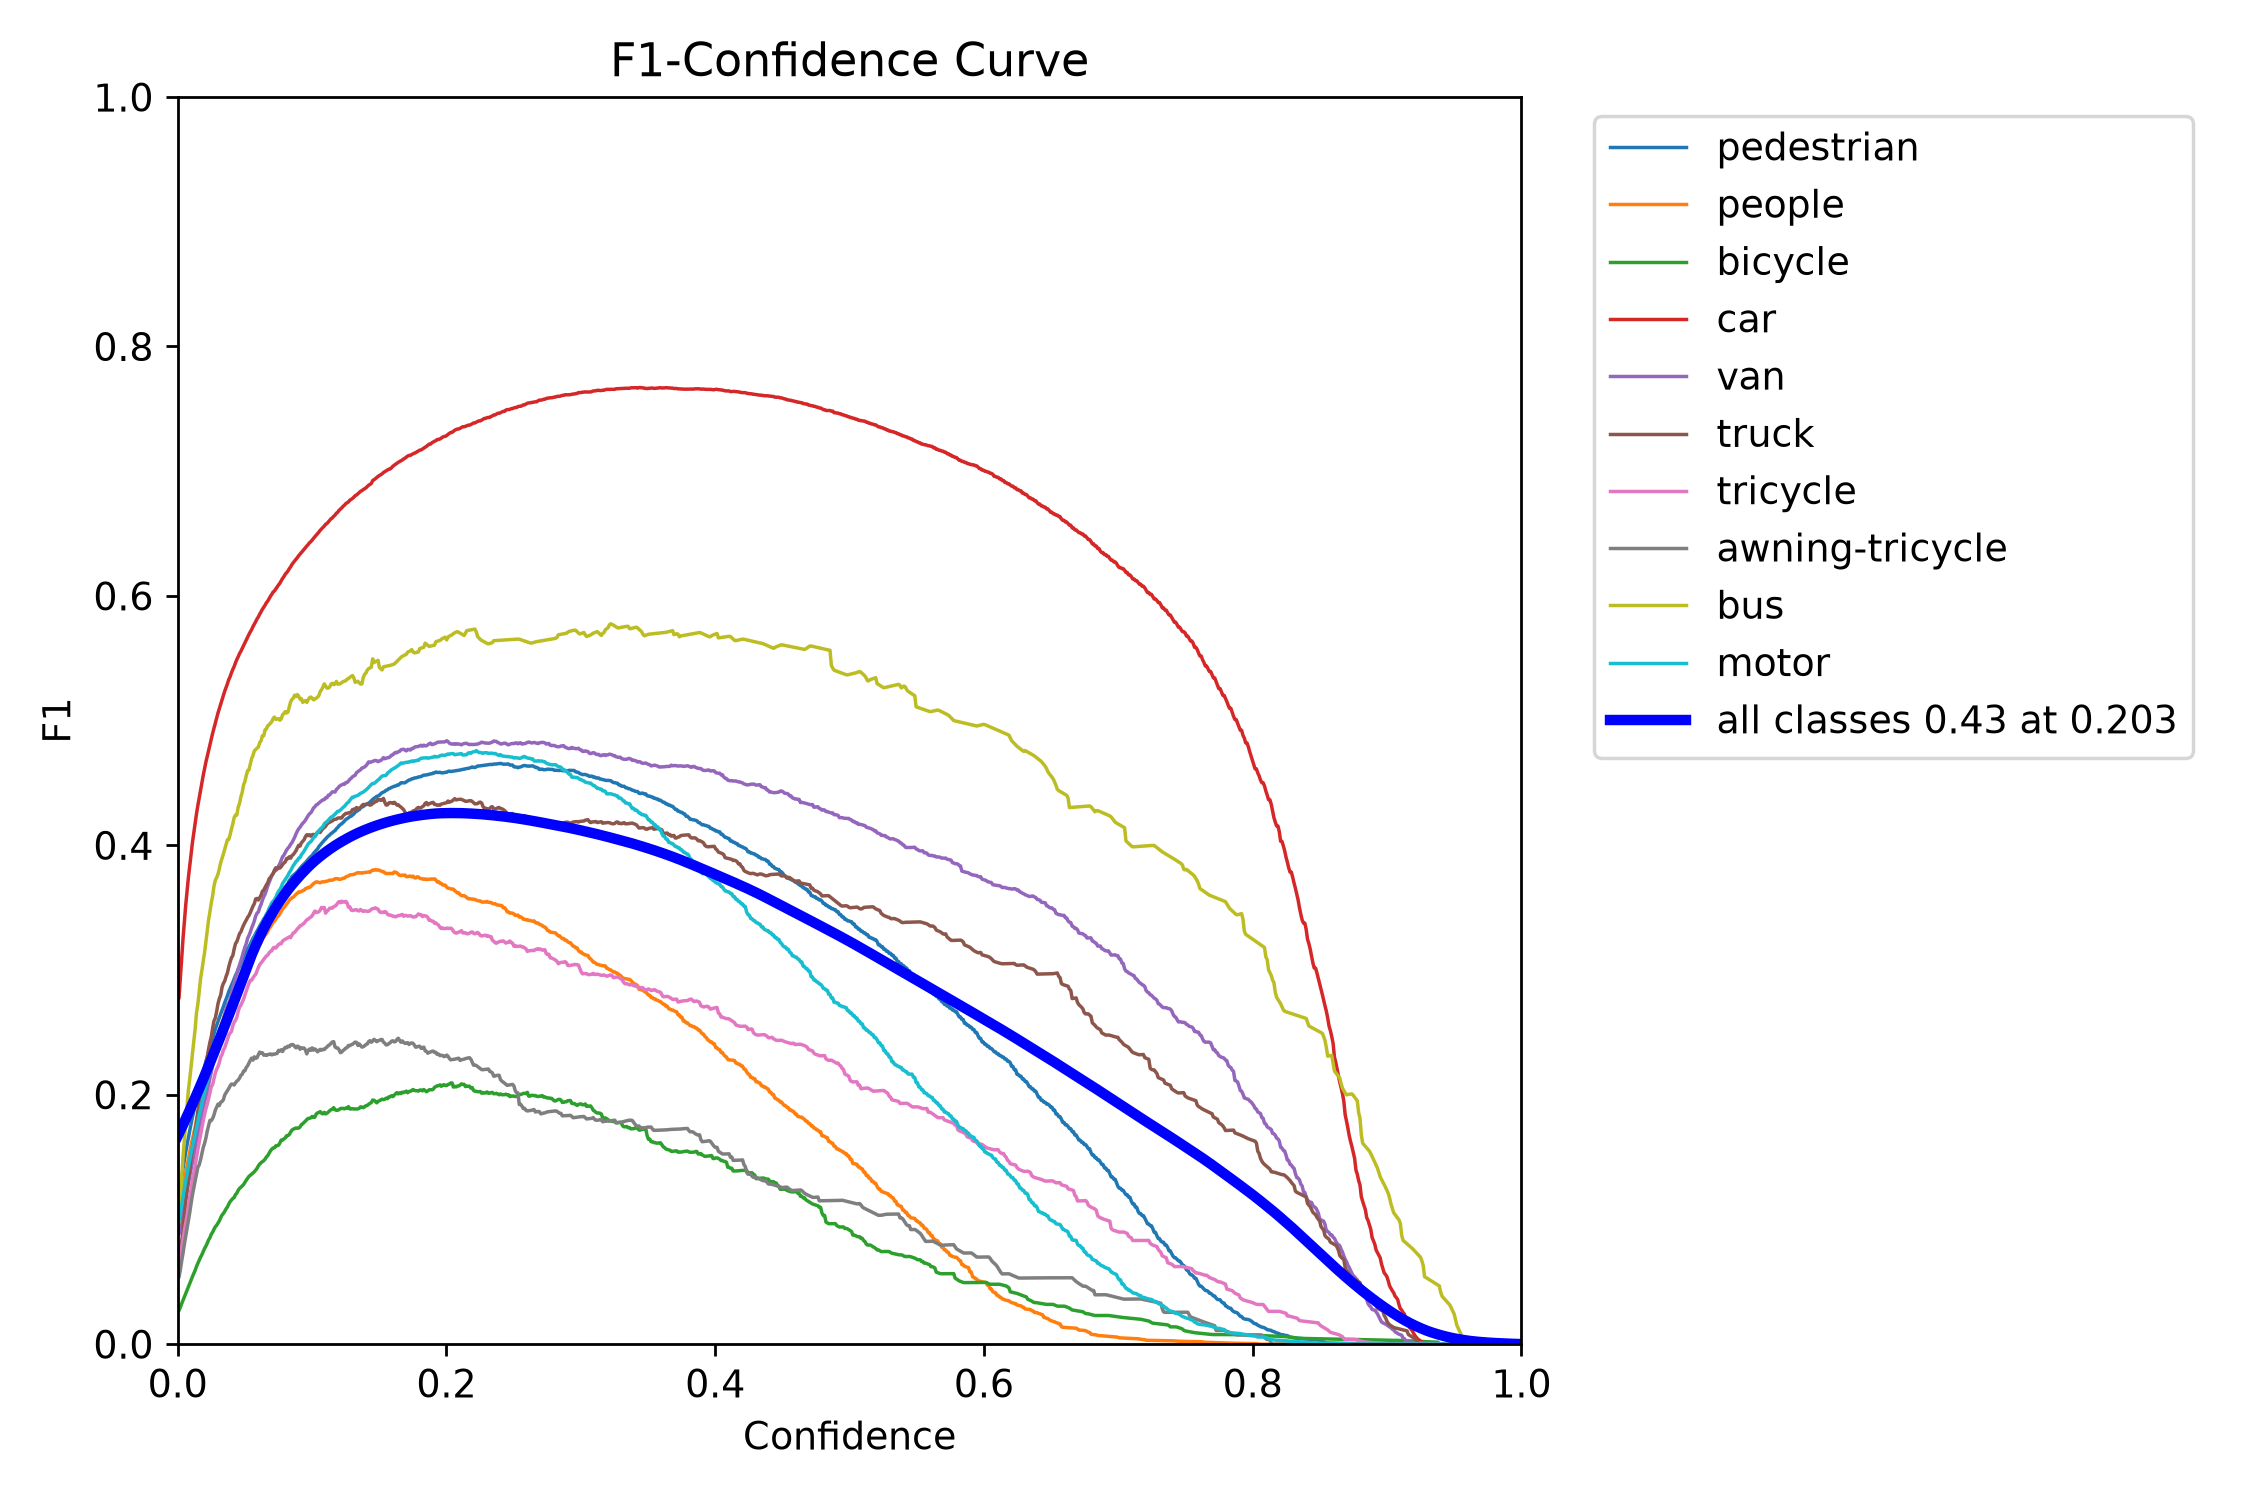 F1-Confidence Curve
1.0
0.8
0.6
0.4
0.2
0.0
F1
0.0 0.2 0.4 0.6 0.8 1.0
Confidence
pedestrian
people
bicycle
car
van
truck
tricycle
awning-tricycle
bus
motor
all classes 0.43 at 0.203